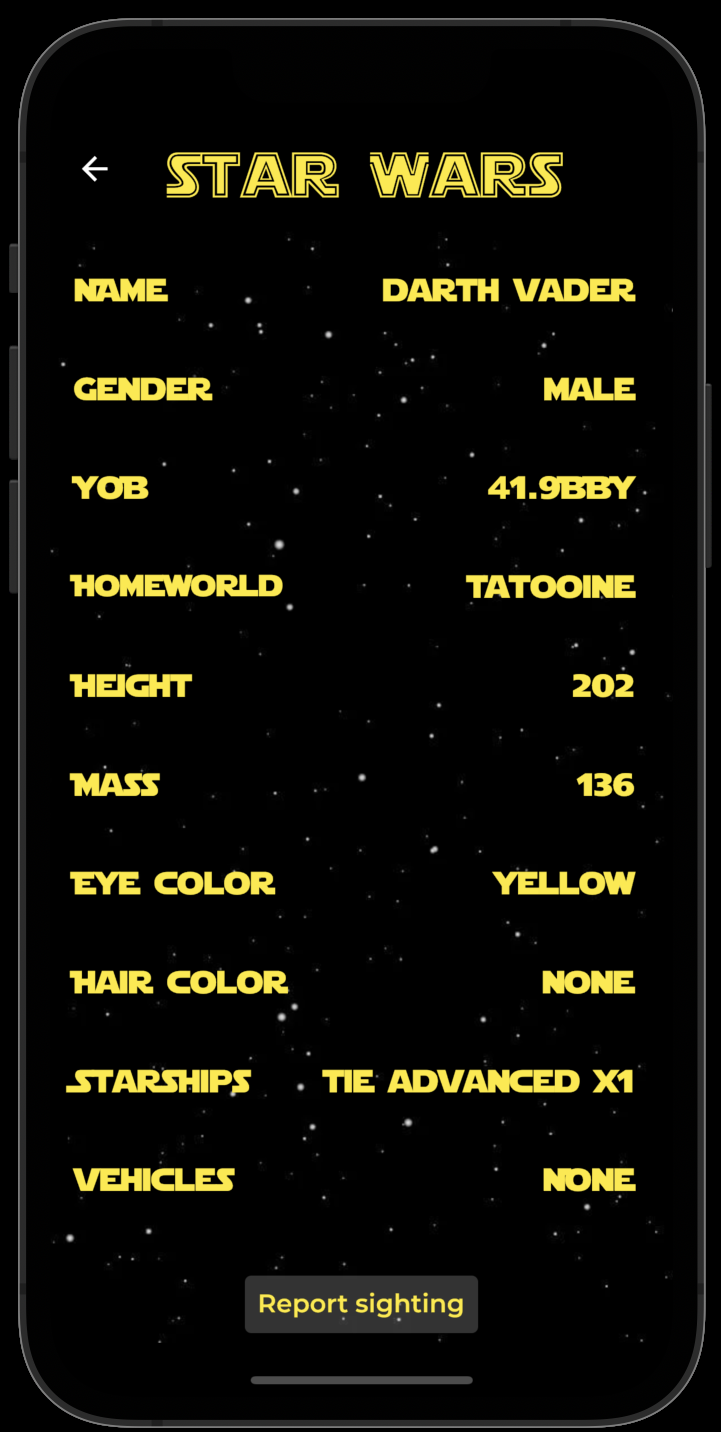 STAR WARS
NAME DARTH VADER
GENDER MALE
YOB 41.9BBY
HOMEWORLD TATOOINE
HEIGHT 202
MASS 136
EYE COLOR YELLOW
HAIR COLOR NONE
STARSHIPS TIE ADVANCED X1
VEHICLES NONE
Report sighting